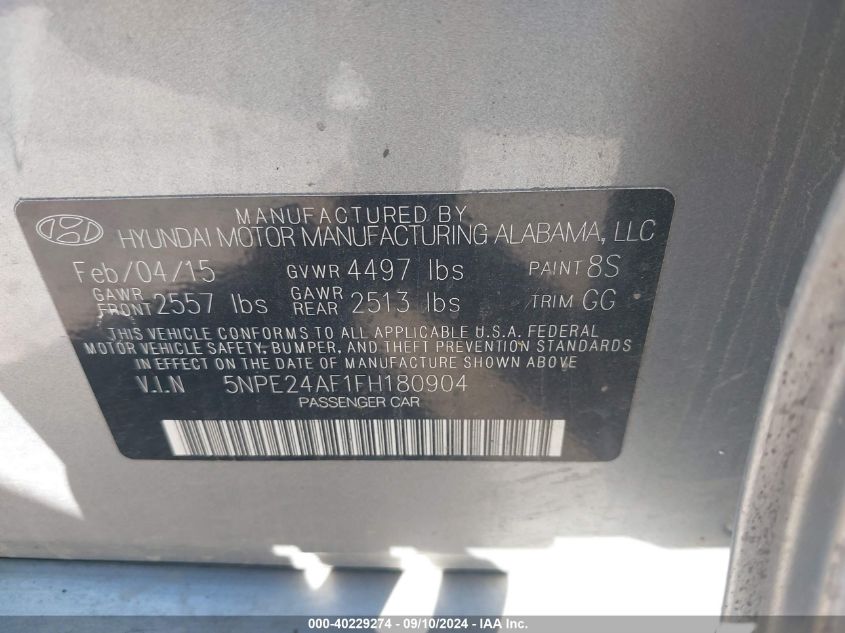 MANUFACTURED BY
HYUNDAI MOTOR MANUFACTURING ALABAMA, LLC
Feb/04/15 GVWR 4497 lbs PAINT 8S
GAWR FRONT 2557 lbs GAWR REAR 2513 lbs TRIM GG
THIS VEHICLE CONFORMS TO ALL APPLICABLE U.S.A. FEDERAL
MOTOR VEHICLE SAFETY, BUMPER, AND THEFT PREVENTION STANDARDS
IN EFFECT ON THE DATE OF MANUFACTURE SHOWN ABOVE
V.I.N 5NPE24AF1FH180904
PASSENGER CAR
000-40229274 - 09/10/2024 - IAA Inc.